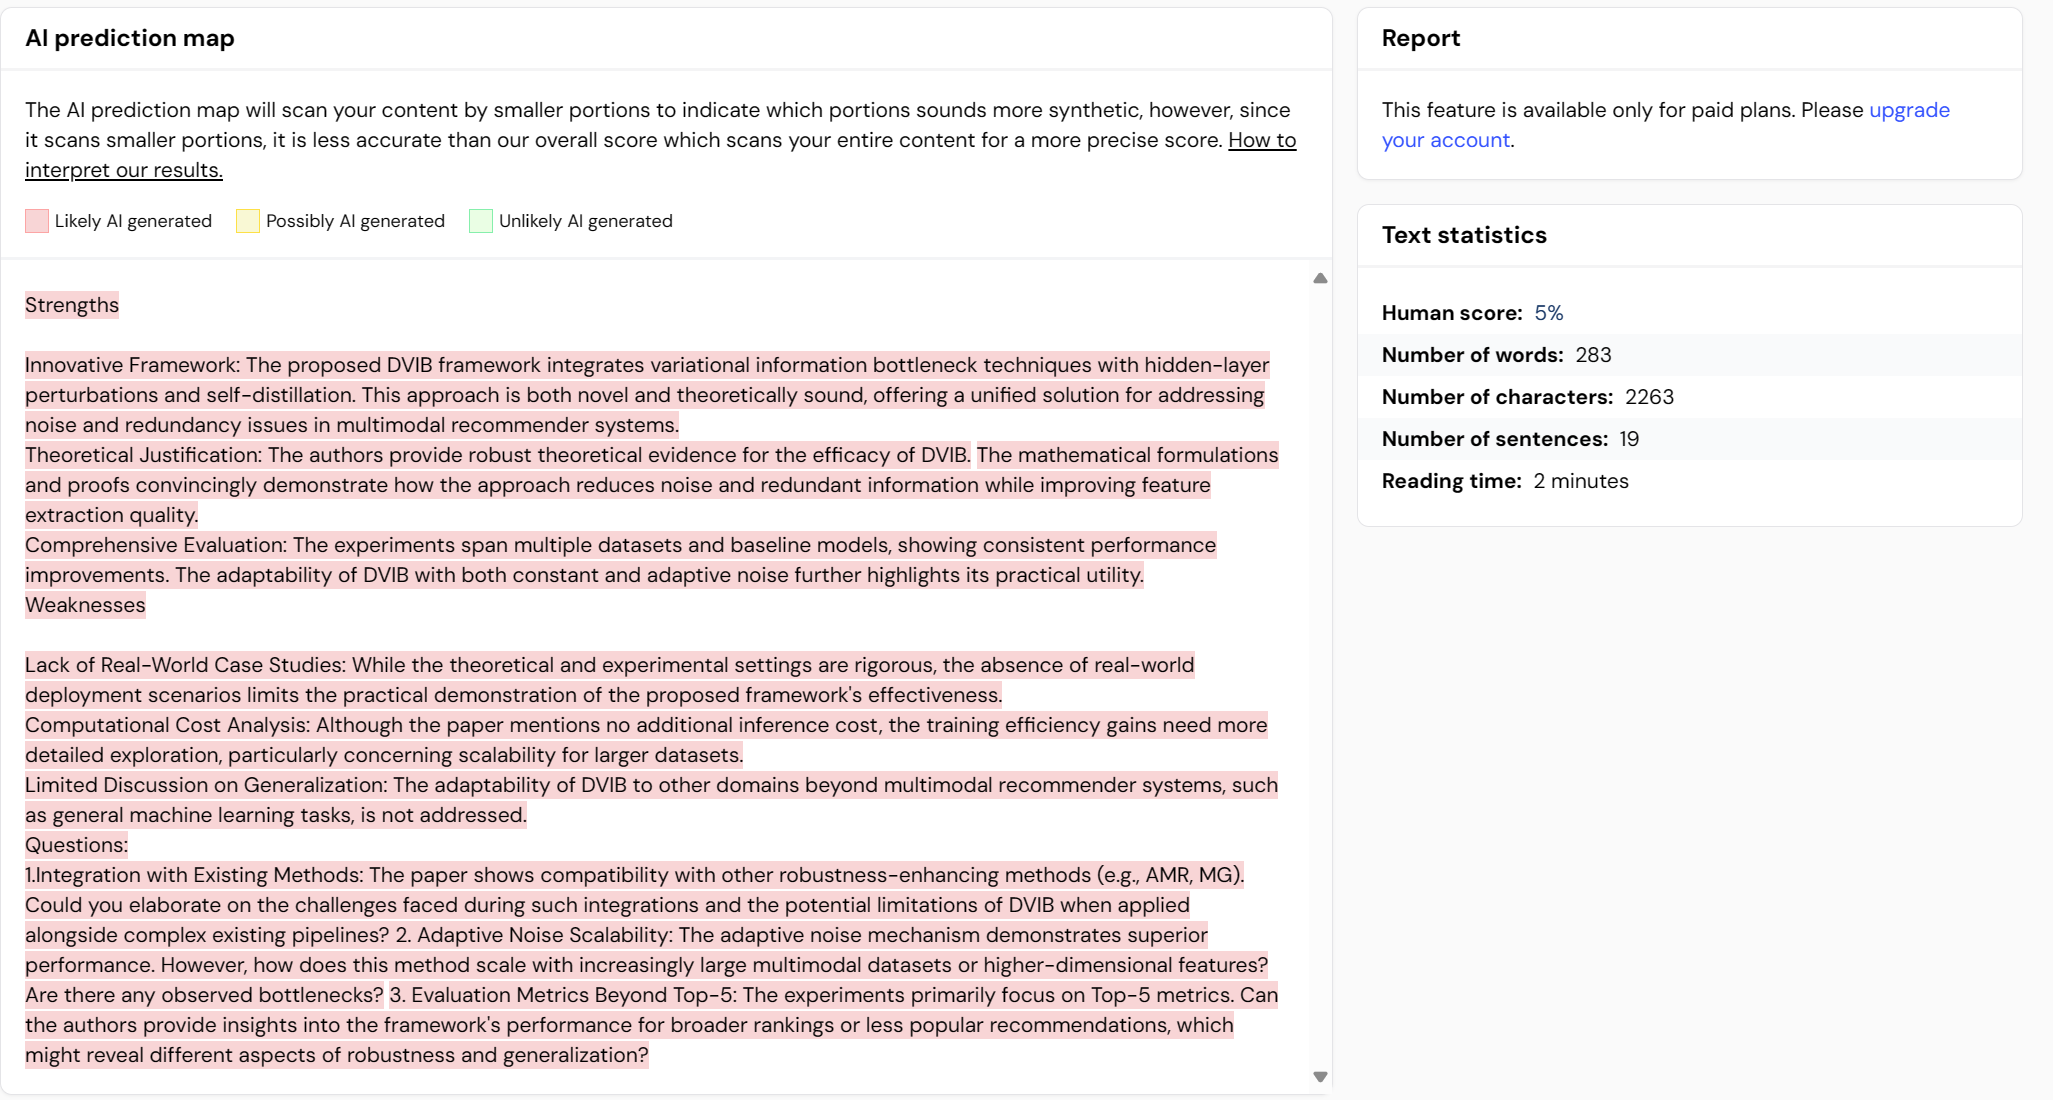 AI prediction map
The AI prediction map will scan your content by smaller portions to indicate which portions sounds more synthetic, however, since
it scans smaller portions, it is less accurate than our overall score which scans your entire content for a more precise score. How to
interpret our results.
Likely AI generated
Possibly AI generated
Unlikely AI generated
Strengths
Innovative Framework: The proposed DVIB framework integrates variational information bottleneck techniques with hidden-layer
perturbations and self-distillation. This approach is both novel and theoretically sound, offering a unified solution for addressing
noise and redundancy issues in multimodal recommender systems.
Theoretical Justification: The authors provide robust theoretical evidence for the efficacy of DVIB. The mathematical formulations
and proofs convincingly demonstrate how the approach reduces noise and redundant information while improving feature
extraction quality.
Comprehensive Evaluation: The experiments span multiple datasets and baseline models, showing consistent performance
improvements. The adaptability of DVIB with both constant and adaptive noise further highlights its practical utility.
Weaknesses
Lack of Real-World Case Studies: While the theoretical and experimental settings are rigorous, the absence of real-world
deployment scenarios limits the practical demonstration of the proposed framework's effectiveness.
Computational Cost Analysis: Although the paper mentions no additional inference cost, the training efficiency gains need more
detailed exploration, particularly concerning scalability for larger datasets.
Limited Discussion on Generalization: The adaptability of DVIB to other domains beyond multimodal recommender systems, such
as general machine learning tasks, is not addressed.
Questions:
1.Integration with Existing Methods: The paper shows compatibility with other robustness-enhancing methods (e.g., AMR, MG).
Could you elaborate on the challenges faced during such integrations and the potential limitations of DVIB when applied
alongside complex existing pipelines? 2. Adaptive Noise Scalability: The adaptive noise mechanism demonstrates superior
performance. However, how does this method scale with increasingly large multimodal datasets or higher-dimensional features?
Are there any observed bottlenecks? 3. Evaluation Metrics Beyond Top-5: The experiments primarily focus on Top-5 metrics. Can
the authors provide insights into the framework's performance for broader rankings or less popular recommendations, which
might reveal different aspects of robustness and generalization?
Report
This feature is available only for paid plans. Please upgrade
your account.
Text statistics
Human score: 5%
Number of words: 283
Number of characters: 2263
Number of sentences: 19
Reading time: 2 minutes